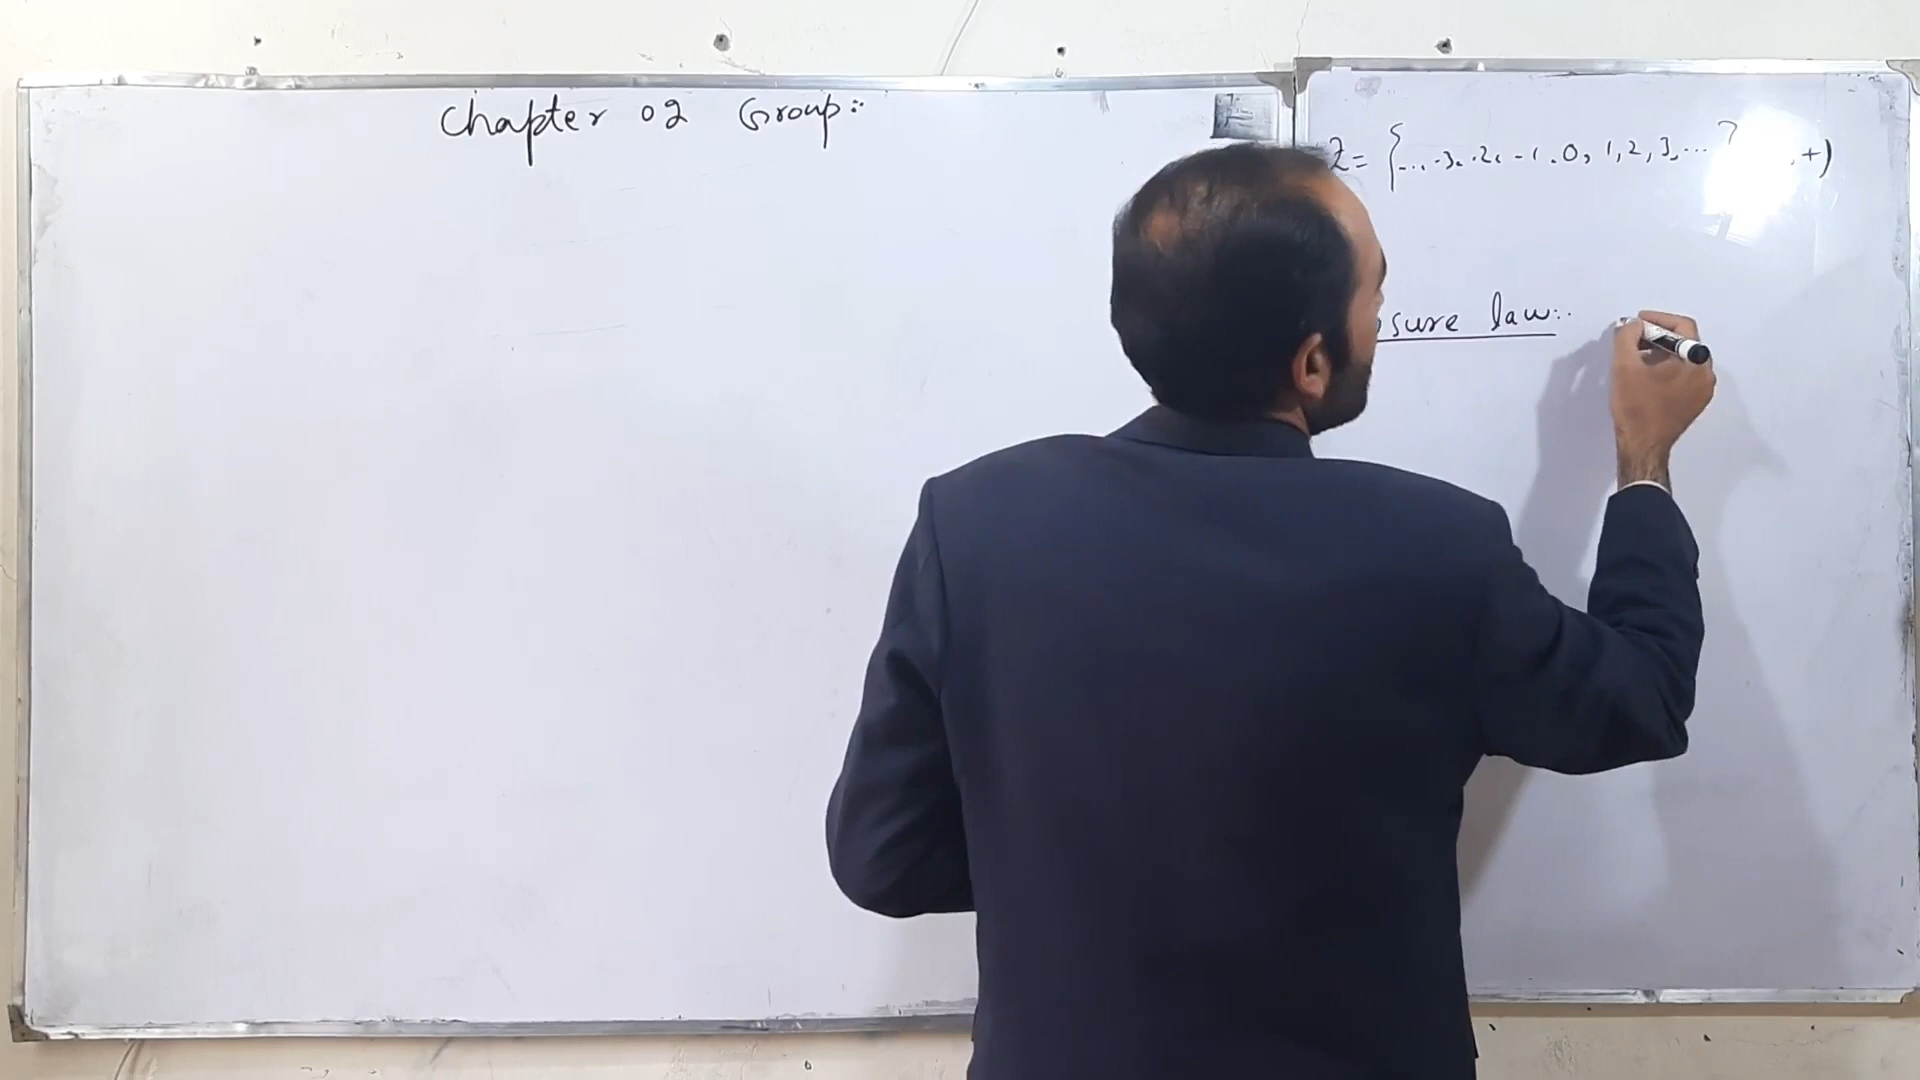 Chapter 02 Group:
Z = {... -3, -2, -1, 0, 1, 2, 3, ... , +)
sure law: